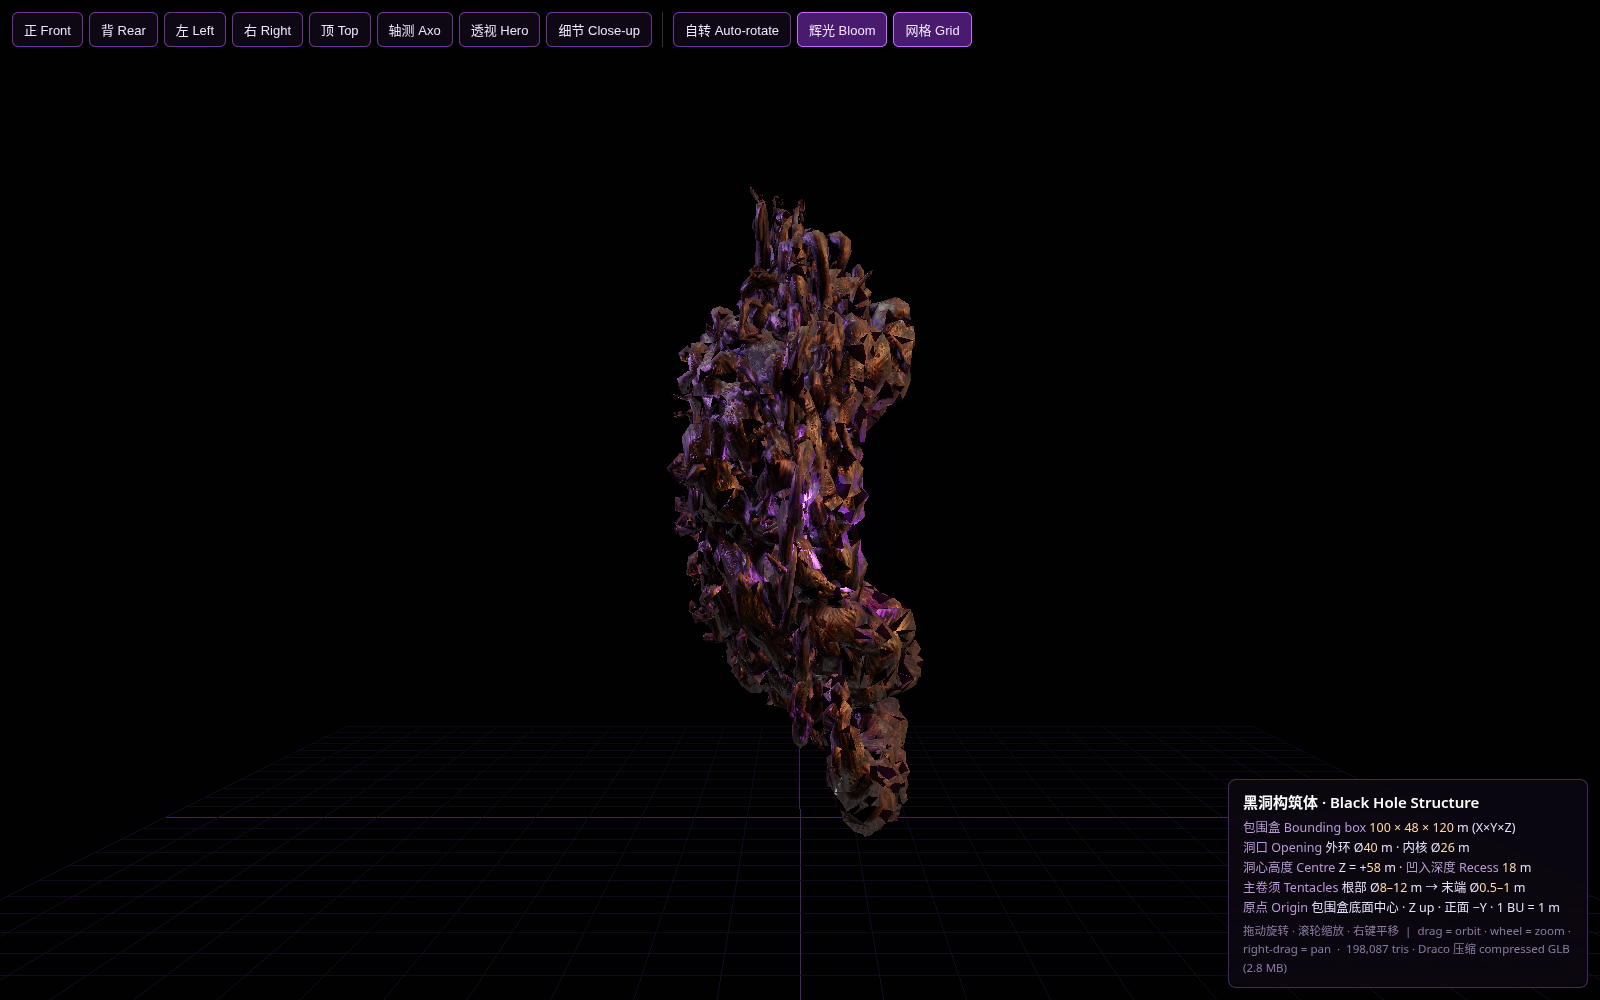 正 Front
背 Rear
左 Left
右 Right
顶 Top
轴测 Axo
透视 Hero
细节 Close-up
自转 Auto-rotate
辉光 Bloom
网格 Grid
黑洞构筑体 · Black Hole Structure
包围盒 Bounding box 100 × 48 × 120 m (X×Y×Z)
洞口 Opening 外环 Ø40 m · 内核 Ø26 m
洞心高度 Centre Z = +58 m · 凹入深度 Recess 18 m
主卷须 Tentacles 根部 Ø8–12 m → 末端 Ø0.5–1 m
原点 Origin 包围盒底面中心 · Z up · 正面 −Y · 1 BU = 1 m
拖动旋转 · 滚轮缩放 · 右键平移 | drag = orbit · wheel = zoom ·
right-drag = pan · 198,087 tris · Draco 压缩 compressed GLB
(2.8 MB)